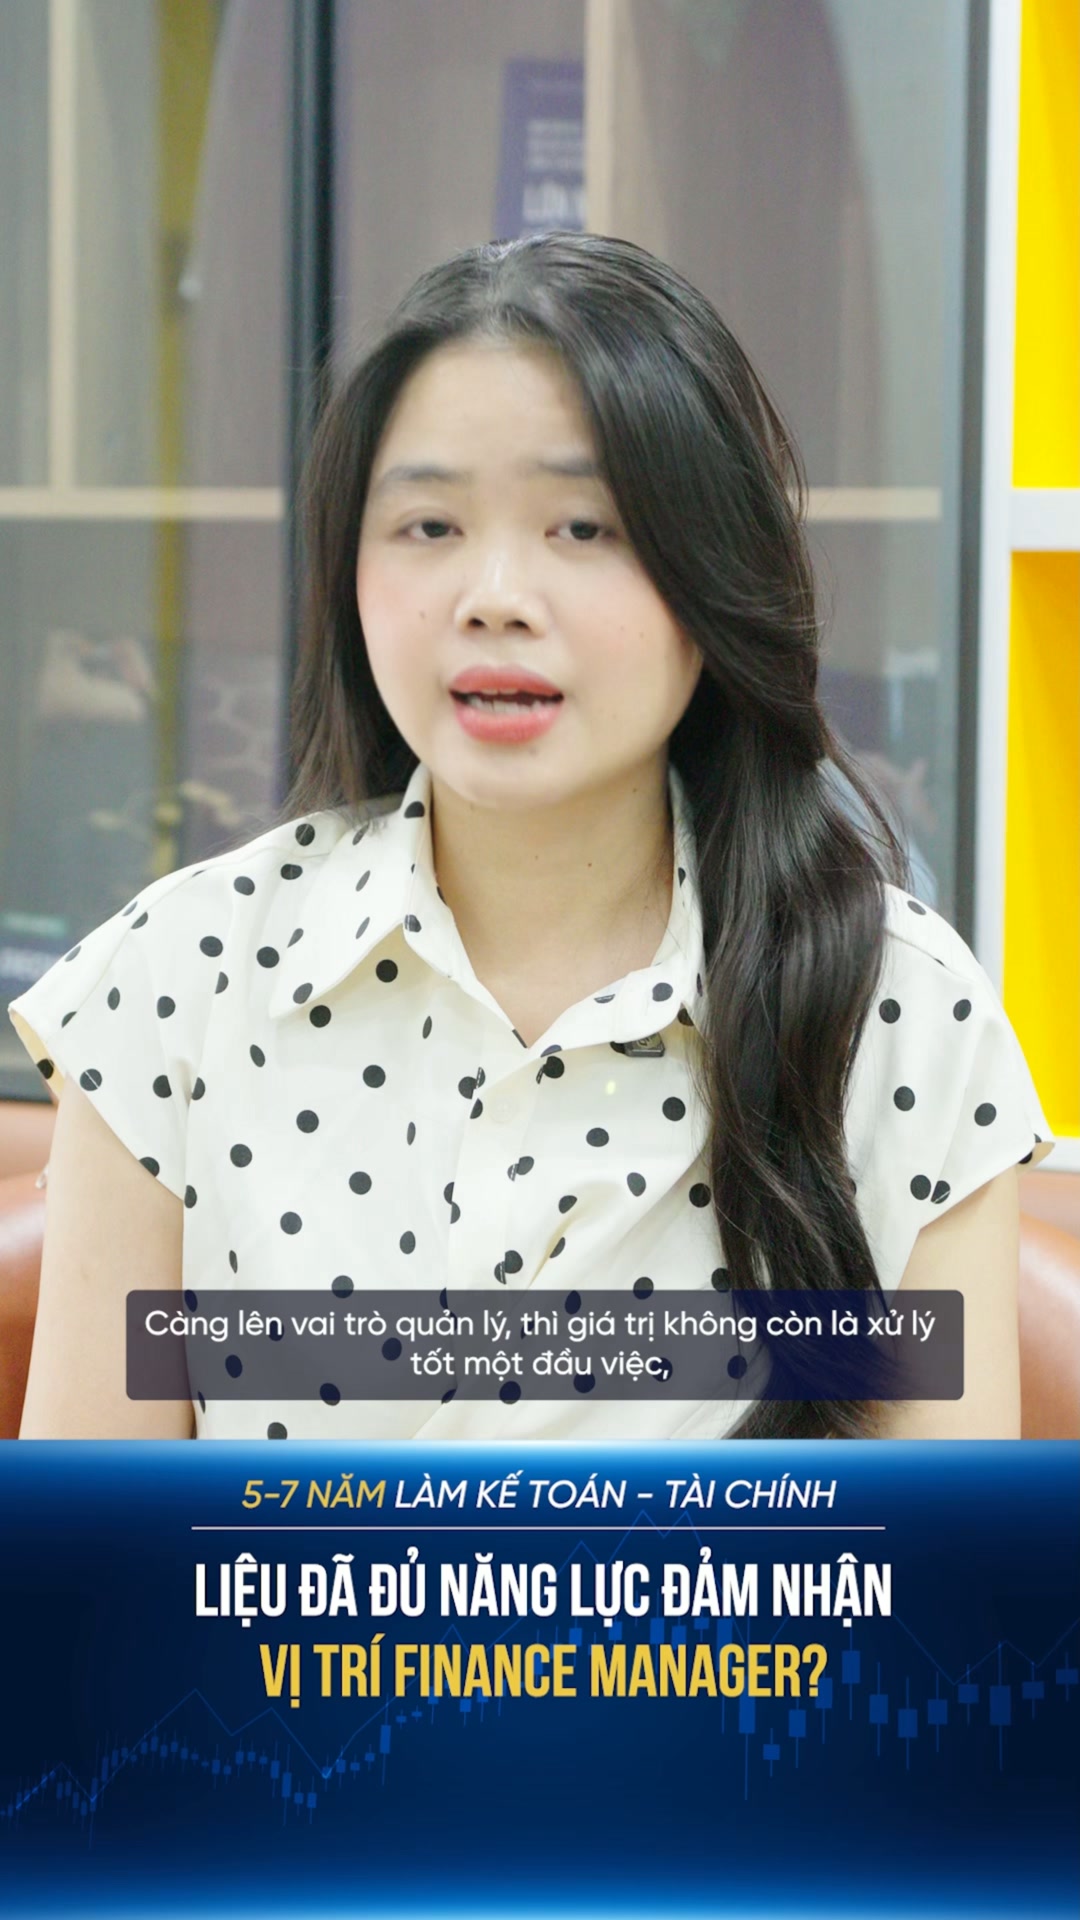 Càng lên vai trò quản lý, thì giá trị không còn là xử lý
tốt một đầu việc,
5-7 NĂM LÀM KẾ TOÁN - TÀI CHÍNH
LIỆU ĐÃ ĐỦ NĂNG LỰC ĐẢM NHẬN
VỊ TRÍ FINANCE MANAGER?